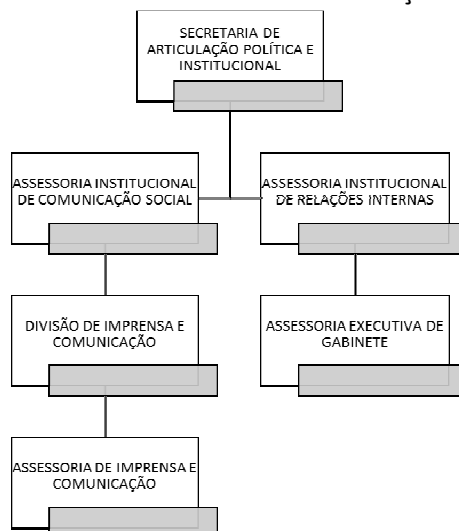 SECRETARIA DE
ARTICULAÇÃO POLÍTICA E
INSTITUCIONAL
ASSESSORIA INSTITUCIONAL
DE COMUNICAÇÃO SOCIAL
ASSESSORIA INSTITUCIONAL
DE RELAÇÕES INTERNAS
DIVISÃO DE IMPRENSA E
COMUNICAÇÃO
ASSESSORIA EXECUTIVA DE
GABINETE
ASSESSORIA DE IMPRENSA E
COMUNICAÇÃO